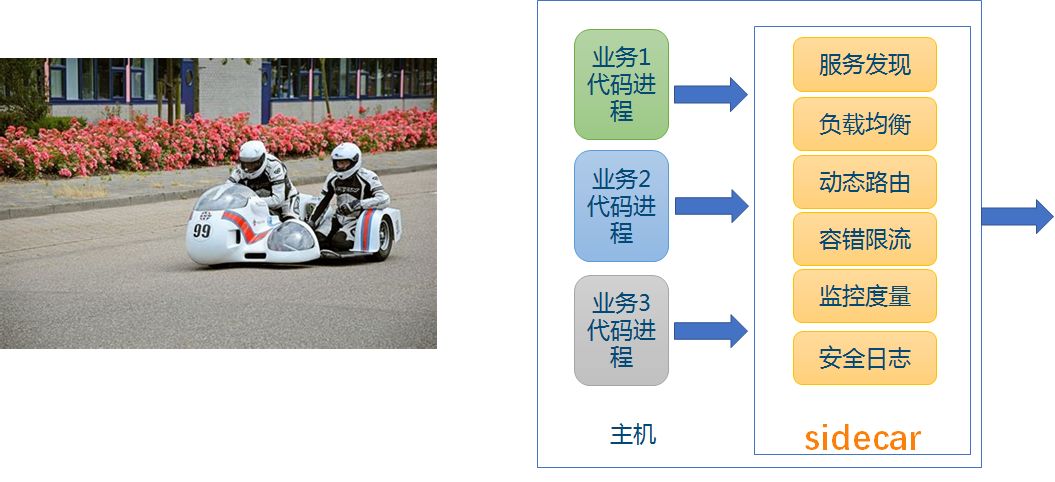 99
业务1
代码进
程
业务2
代码进
程
业务3
代码进
程
主机
服务发现
负载均衡
动态路由
容错限流
监控度量
安全日志
sidecar